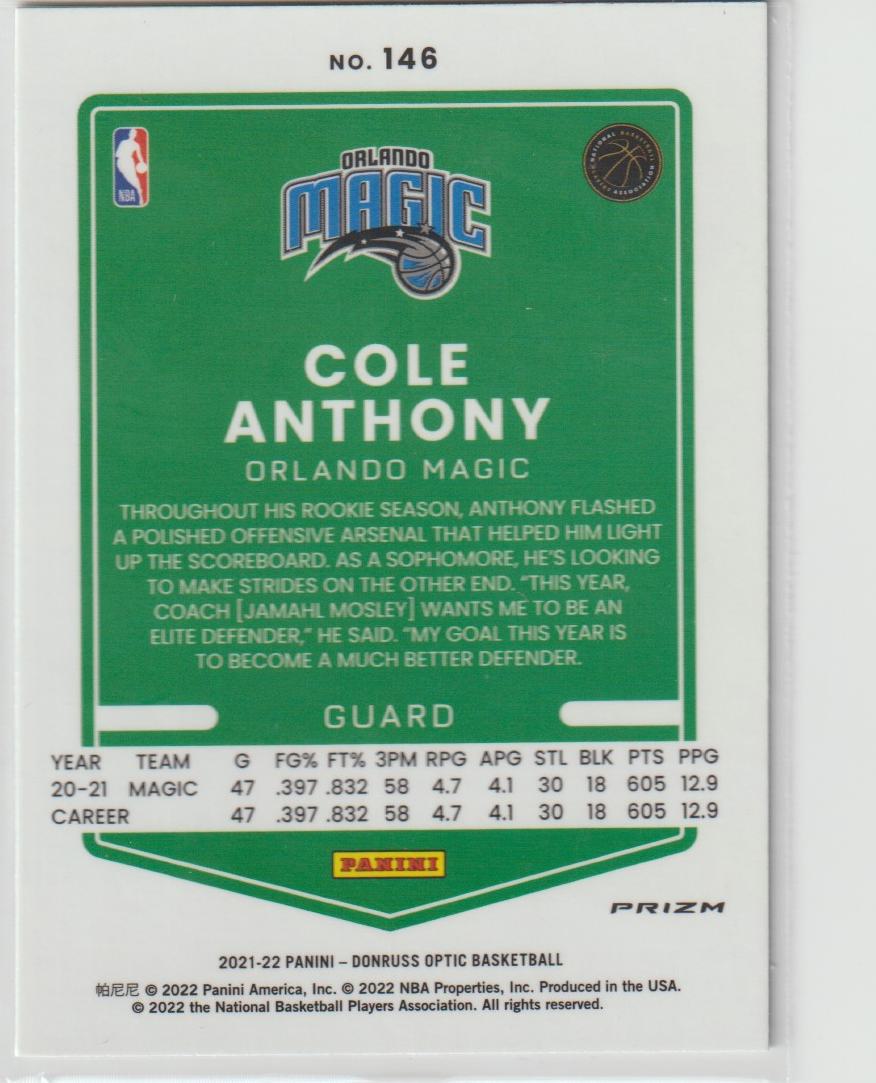 NO. 146
NBA
NATIONAL BASKETBALL
PLAYERS ASSOCIATION
ORLANDO
MAGIC
COLE
ANTHONY
ORLANDO MAGIC
THROUGHOUT HIS ROOKIE SEASON, ANTHONY FLASHED
A POLISHED OFFENSIVE ARSENAL THAT HELPED HIM LIGHT
UP THE SCOREBOARD. AS A SOPHOMORE, HE'S LOOKING
TO MAKE STRIDES ON THE OTHER END. "THIS YEAR,
COACH [JAMAHL MOSLEY] WANTS ME TO BE AN
ELITE DEFENDER," HE SAID. "MY GOAL THIS YEAR IS
TO BECOME A MUCH BETTER DEFENDER.
GUARD
YEAR TEAM G FG% FT% 3PM RPG APG STL BLK PTS PPG
20-21 MAGIC 47 .397 .832 58 4.7 4.1 30 18 605 12.9
CAREER 47 .397 .832 58 4.7 4.1 30 18 605 12.9
PANINI
PRIZM
2021-22 PANINI – DONRUSS OPTIC BASKETBALL
帕尼尼 © 2022 Panini America, Inc. © 2022 NBA Properties, Inc. Produced in the USA.
© 2022 the National Basketball Players Association. All rights reserved.